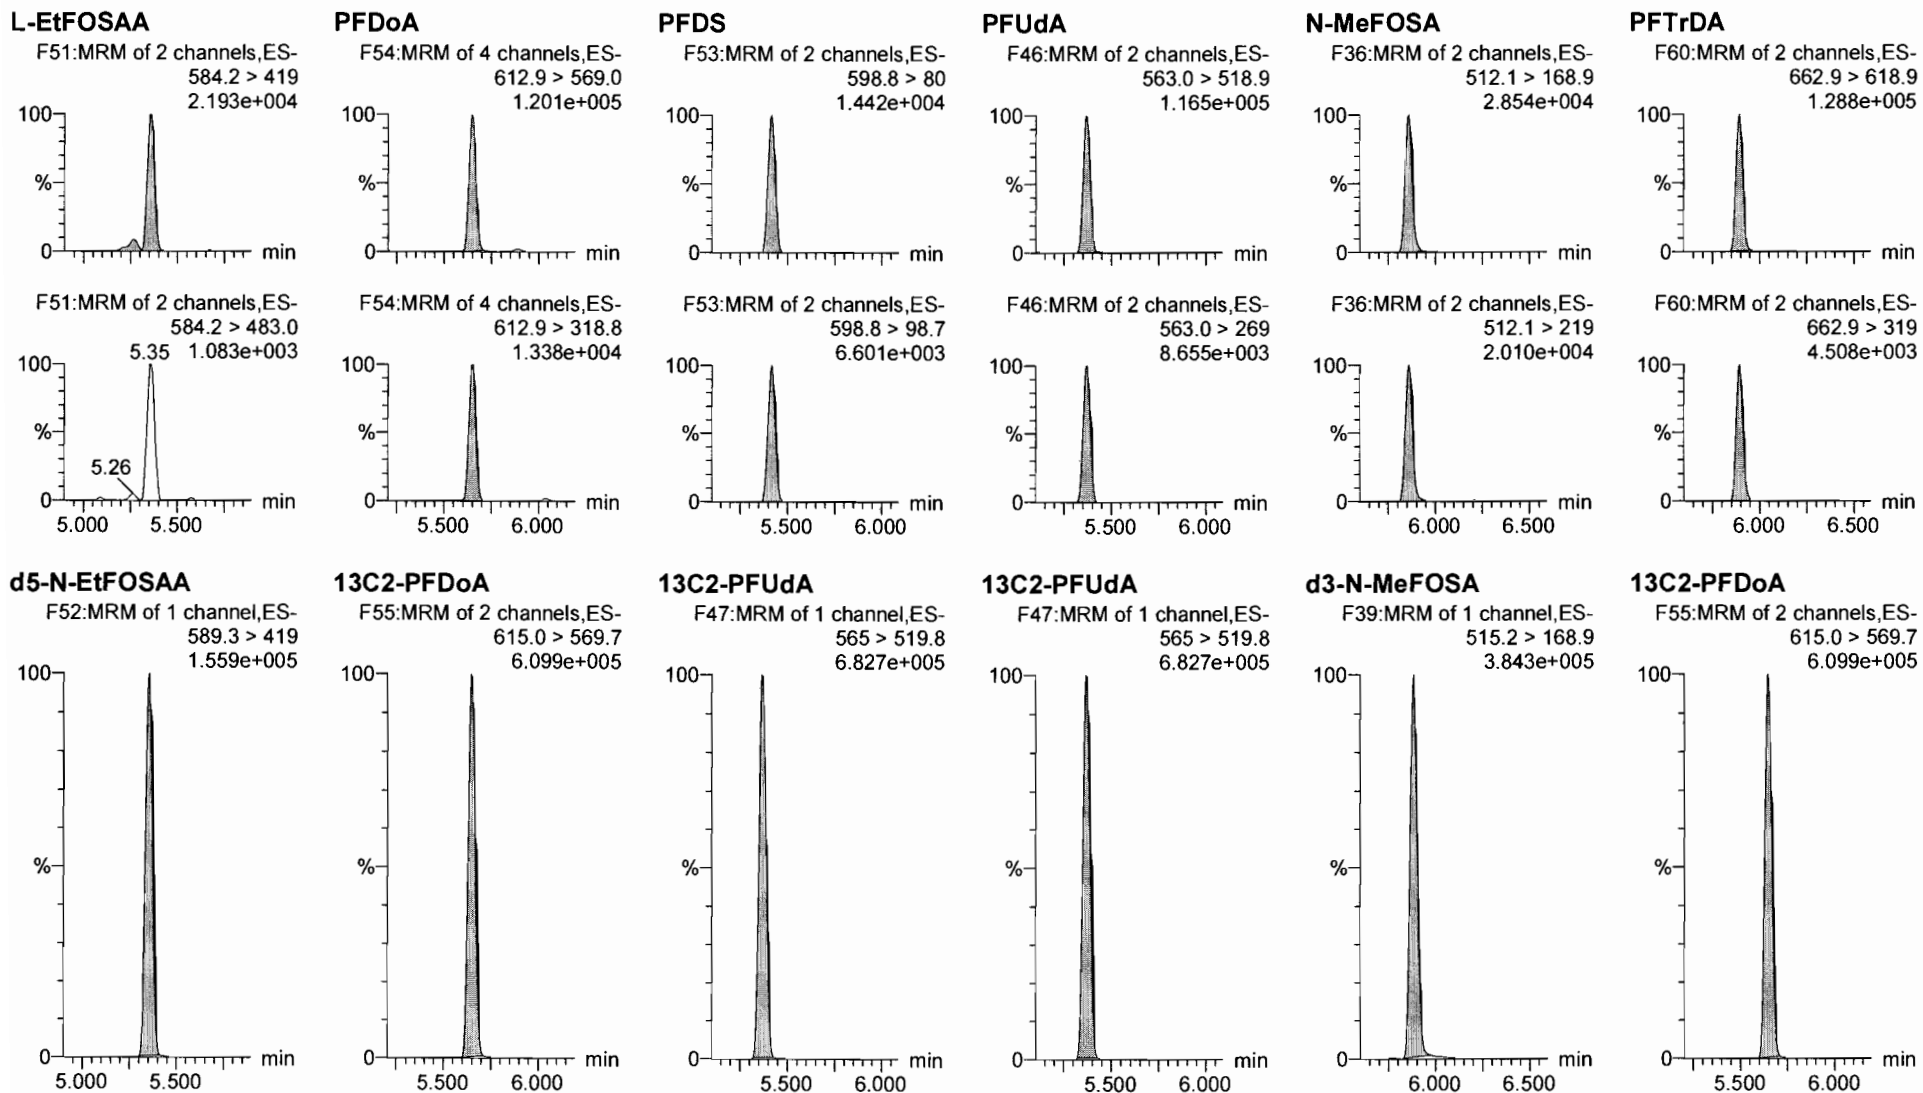 L-EtFOSAA
F51:MRM of 2 channels,ES-
584.2 > 419
2.193e+004
100
%
0
min
PFDoA
F54:MRM of 4 channels,ES-
612.9 > 569.0
1.201e+005
100
%
0
min
PFDS
F53:MRM of 2 channels,ES-
598.8 > 80
1.442e+004
100
%
0
min
PFUdA
F46:MRM of 2 channels,ES-
563.0 > 518.9
1.165e+005
100
%
0
min
N-MeFOSA
F36:MRM of 2 channels,ES-
512.1 > 168.9
2.854e+004
100
%
0
min
PFTrDA
F60:MRM of 2 channels,ES-
662.9 > 618.9
1.288e+005
100
%
0
min
F51:MRM of 2 channels,ES-
584.2 > 483.0
5.35 1.083e+003
100
%
5.26
0
min
5.000 5.500
F54:MRM of 4 channels,ES-
612.9 > 318.8
1.338e+004
100
%
0
min
5.500 6.000
F53:MRM of 2 channels,ES-
598.8 > 98.7
6.601e+003
100
%
0
min
5.500 6.000
F46:MRM of 2 channels,ES-
563.0 > 269
8.655e+003
100
%
0
min
5.500 6.000
F36:MRM of 2 channels,ES-
512.1 > 219
2.010e+004
100
%
0
min
6.000 6.500
F60:MRM of 2 channels,ES-
662.9 > 319
4.508e+003
100
%
0
min
6.000 6.500
d5-N-EtFOSAA
F52:MRM of 1 channel,ES-
589.3 > 419
1.559e+005
100
%
0
min
5.000 5.500
13C2-PFDoA
F55:MRM of 2 channels,ES-
615.0 > 569.7
6.099e+005
100
%
0
min
5.500 6.000
13C2-PFUdA
F47:MRM of 1 channel,ES-
565 > 519.8
6.827e+005
100
%
0
min
5.500 6.000
13C2-PFUdA
F47:MRM of 1 channel,ES-
565 > 519.8
6.827e+005
100
%
0
min
5.500 6.000
d3-N-MeFOSA
F39:MRM of 1 channel,ES-
515.2 > 168.9
3.843e+005
100
%
0
min
6.000 6.500
13C2-PFDoA
F55:MRM of 2 channels,ES-
615.0 > 569.7
6.099e+005
100
%
0
min
5.500 6.000